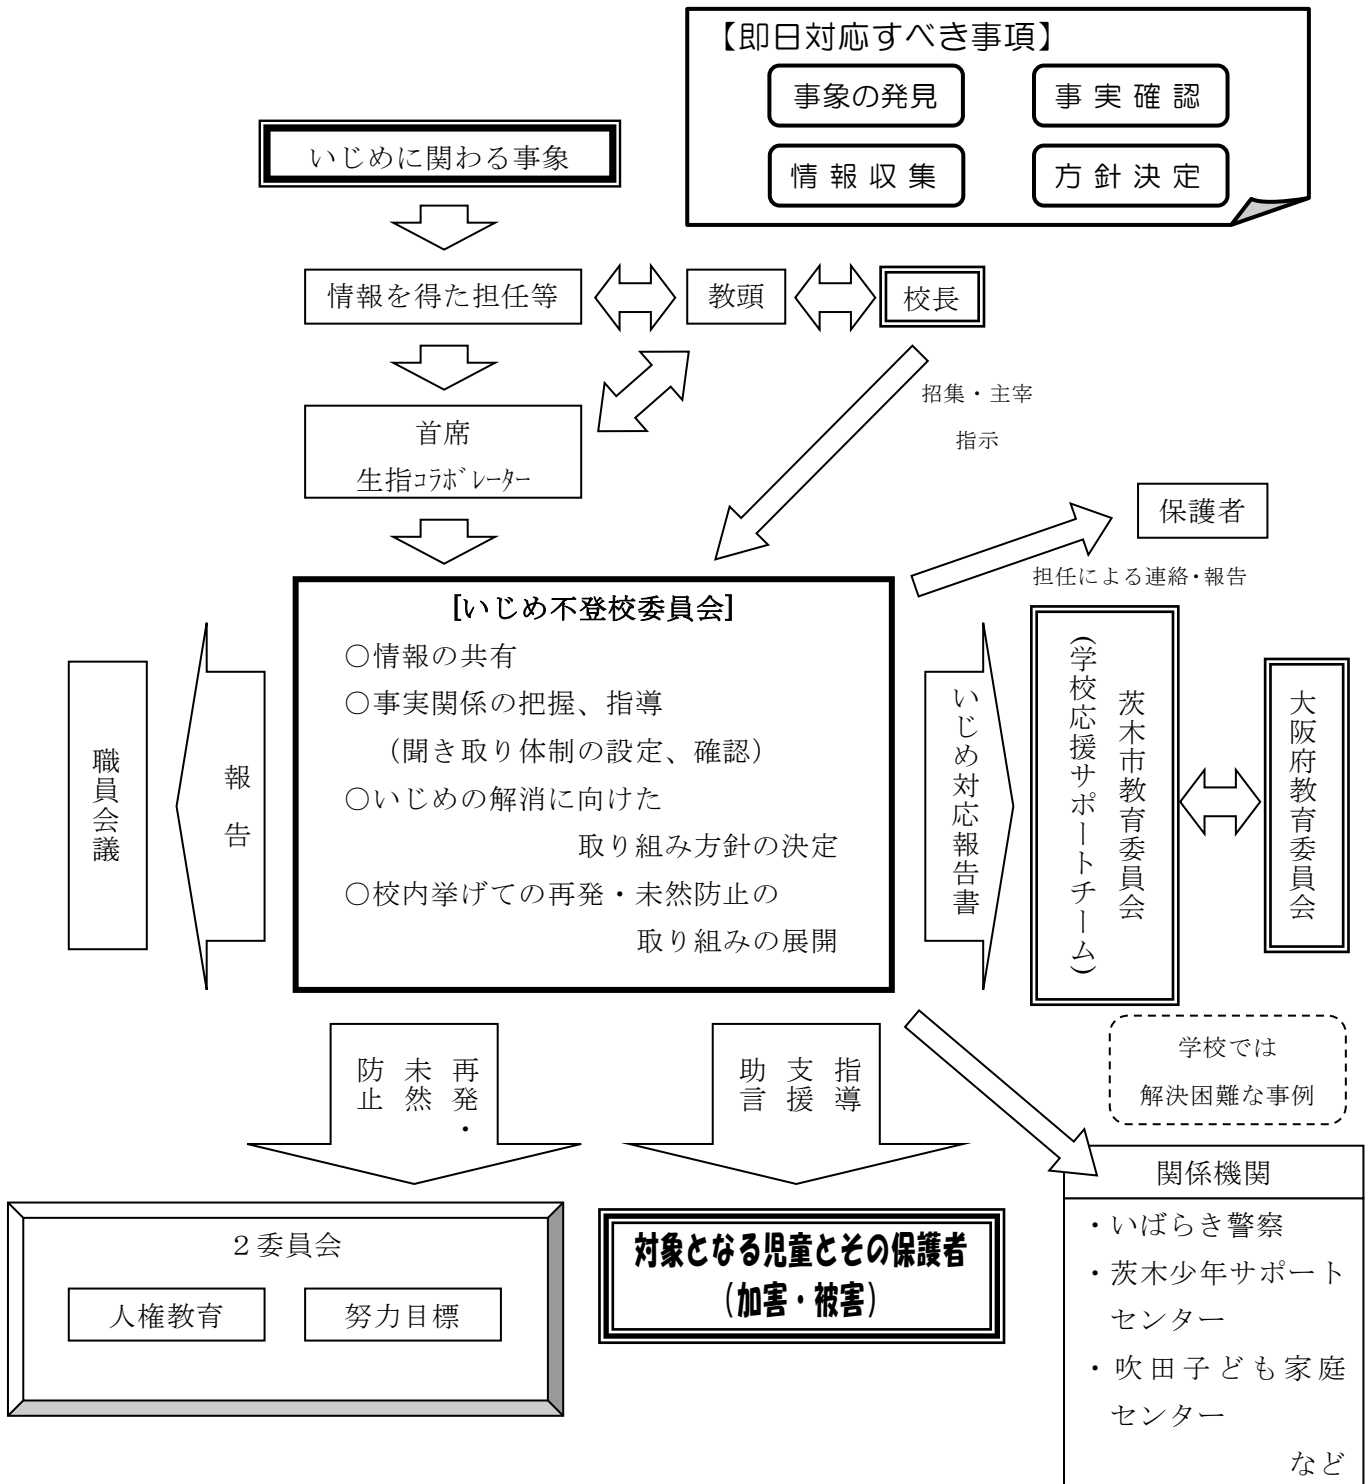 【即日対応すべき事項】
事象の発見
事実確認
情報収集
方針決定
いじめに関わる事象
情報を得た担任等
教頭
校長
招集・主宰
指示
首席
生指ｺﾗﾎﾞﾚｰﾀｰ
保護者
担任による連絡・報告
[いじめ不登校委員会]
○情報の共有
○事実関係の把握、指導
（聞き取り体制の設定、確認）
○いじめの解消に向けた
取り組み方針の決定
○校内挙げての再発・未然防止の
取り組みの展開
報告
職員会議
いじめ対応報告書
茨木市教育委員会
(学校応援サポートチーム)
大阪府教育委員会
再発・
未然
防止
指導
支援
助言
学校では
解決困難な事例
２委員会
人権教育
努力目標
対象となる児童とその保護者
(加害・被害)
関係機関
・いばらき警察
・茨木少年サポート
センター
・吹田子ども家庭
センター
など